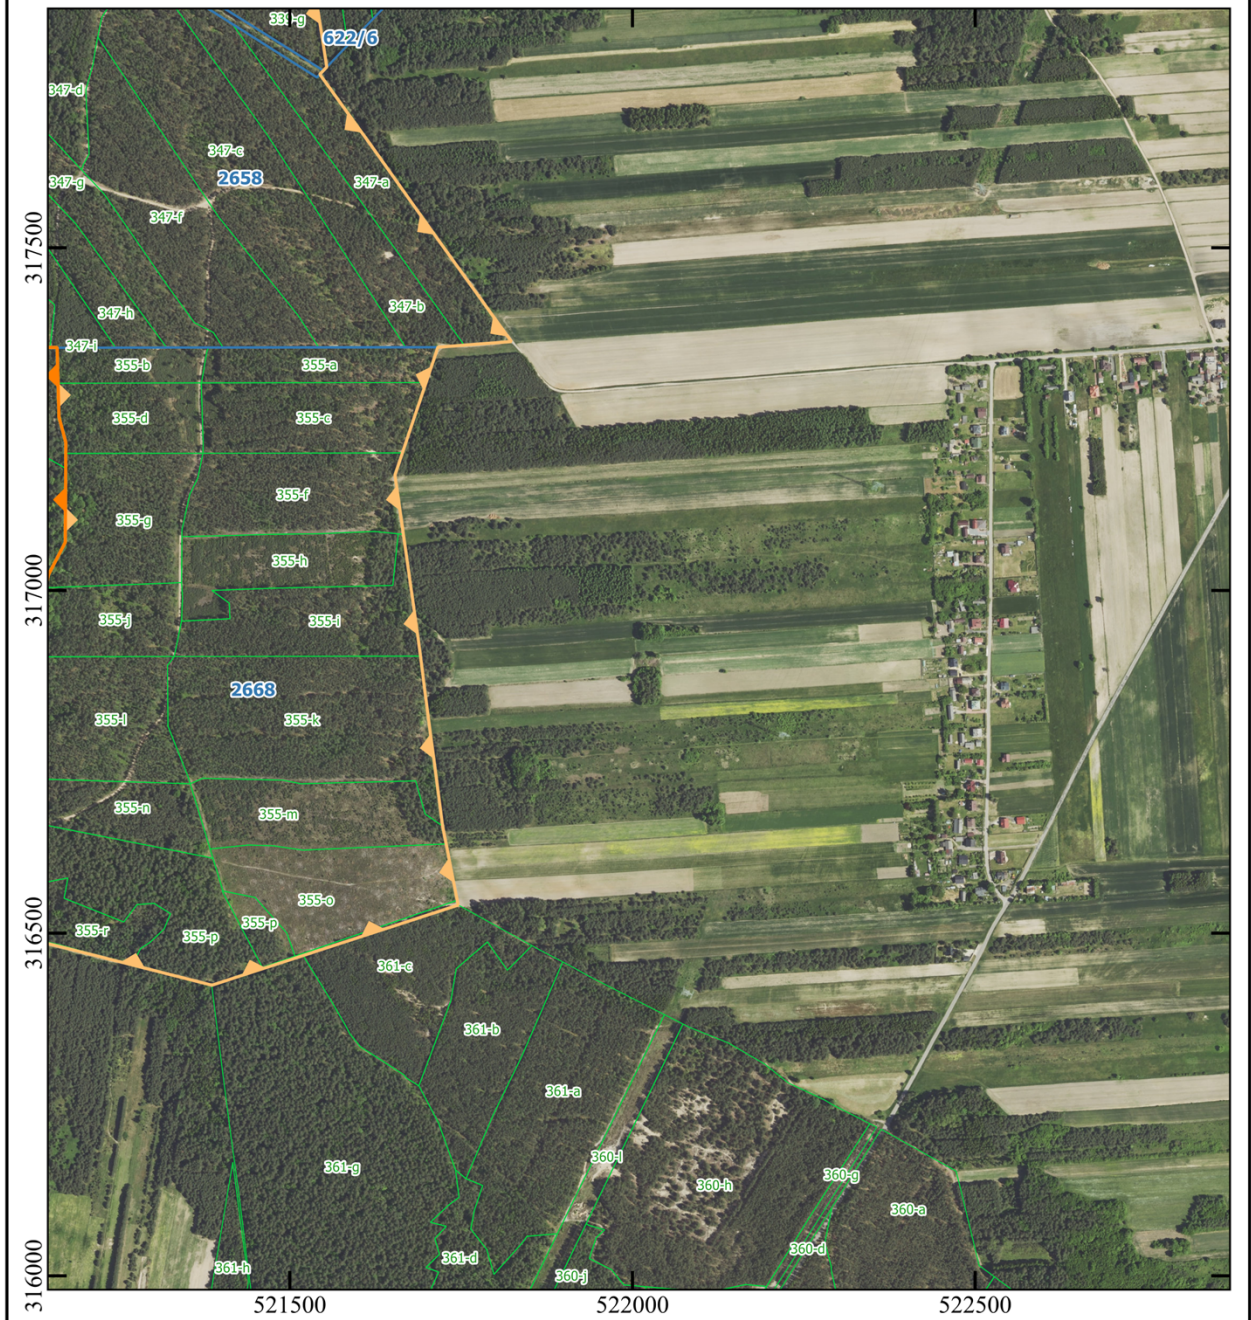 339-g
622/6
347-d
347-c
2658
347-a
347-g
347-f
347-b
347-h
347-i
355-b
355-a
355-d
355-c
355-f
355-g
355-h
355-j
355-i
2668
355-l
355-k
355-n
355-m
355-o
355-p
355-r
355-p
361-c
361-b
361-a
360-l
361-g
360-h
360-g
360-a
360-d
361-d
361-h
360-j
317500
317000
316500
316000
521500
522000
522500